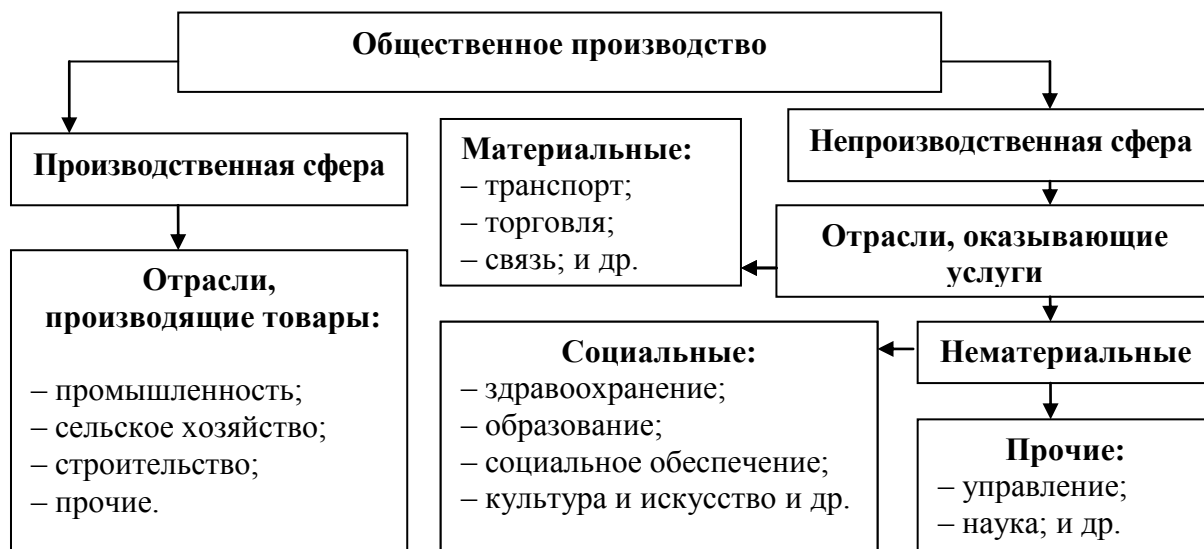 Общественное производство
Производственная сфера
Отрасли,
производящие товары:
– промышленность;
– сельское хозяйство;
– строительство;
– прочие.
Непроизводственная сфера
Отрасли, оказывающие
услуги
Материальные:
– транспорт;
– торговля;
– связь; и др.
Нематериальные
Социальные:
– здравоохранение;
– образование;
– социальное обеспечение;
– культура и искусство и др.
Прочие:
– управление;
– наука; и др.